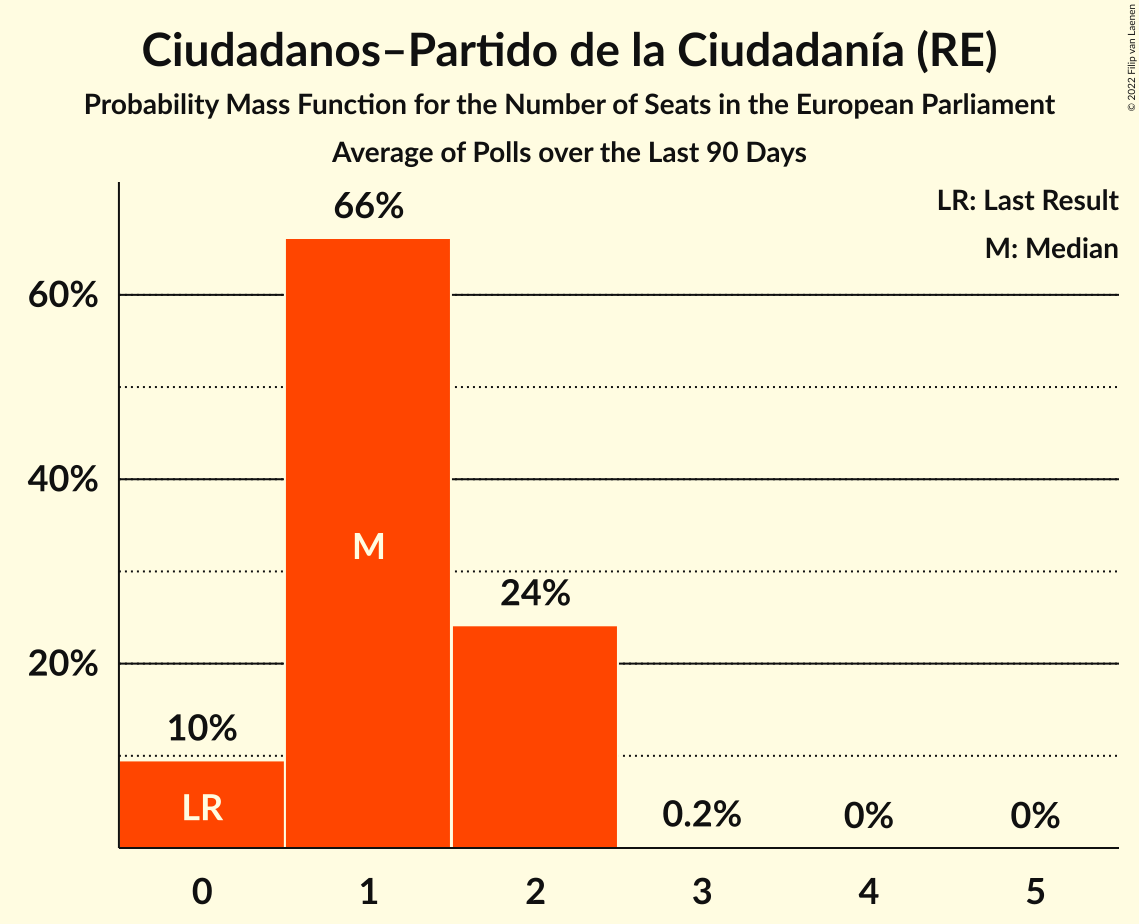 Ciudadanos–Partido de la Ciudadanía (RE)
Probability Mass Function for the Number of Seats in the European Parliament
Average of Polls over the Last 90 Days
© 2022 Filip van Laenen
LR: Last Result
M: Median
66%
60%
40%
M
24%
20%
10%
LR
0.2%
0%
0%
0
1
2
3
4
5